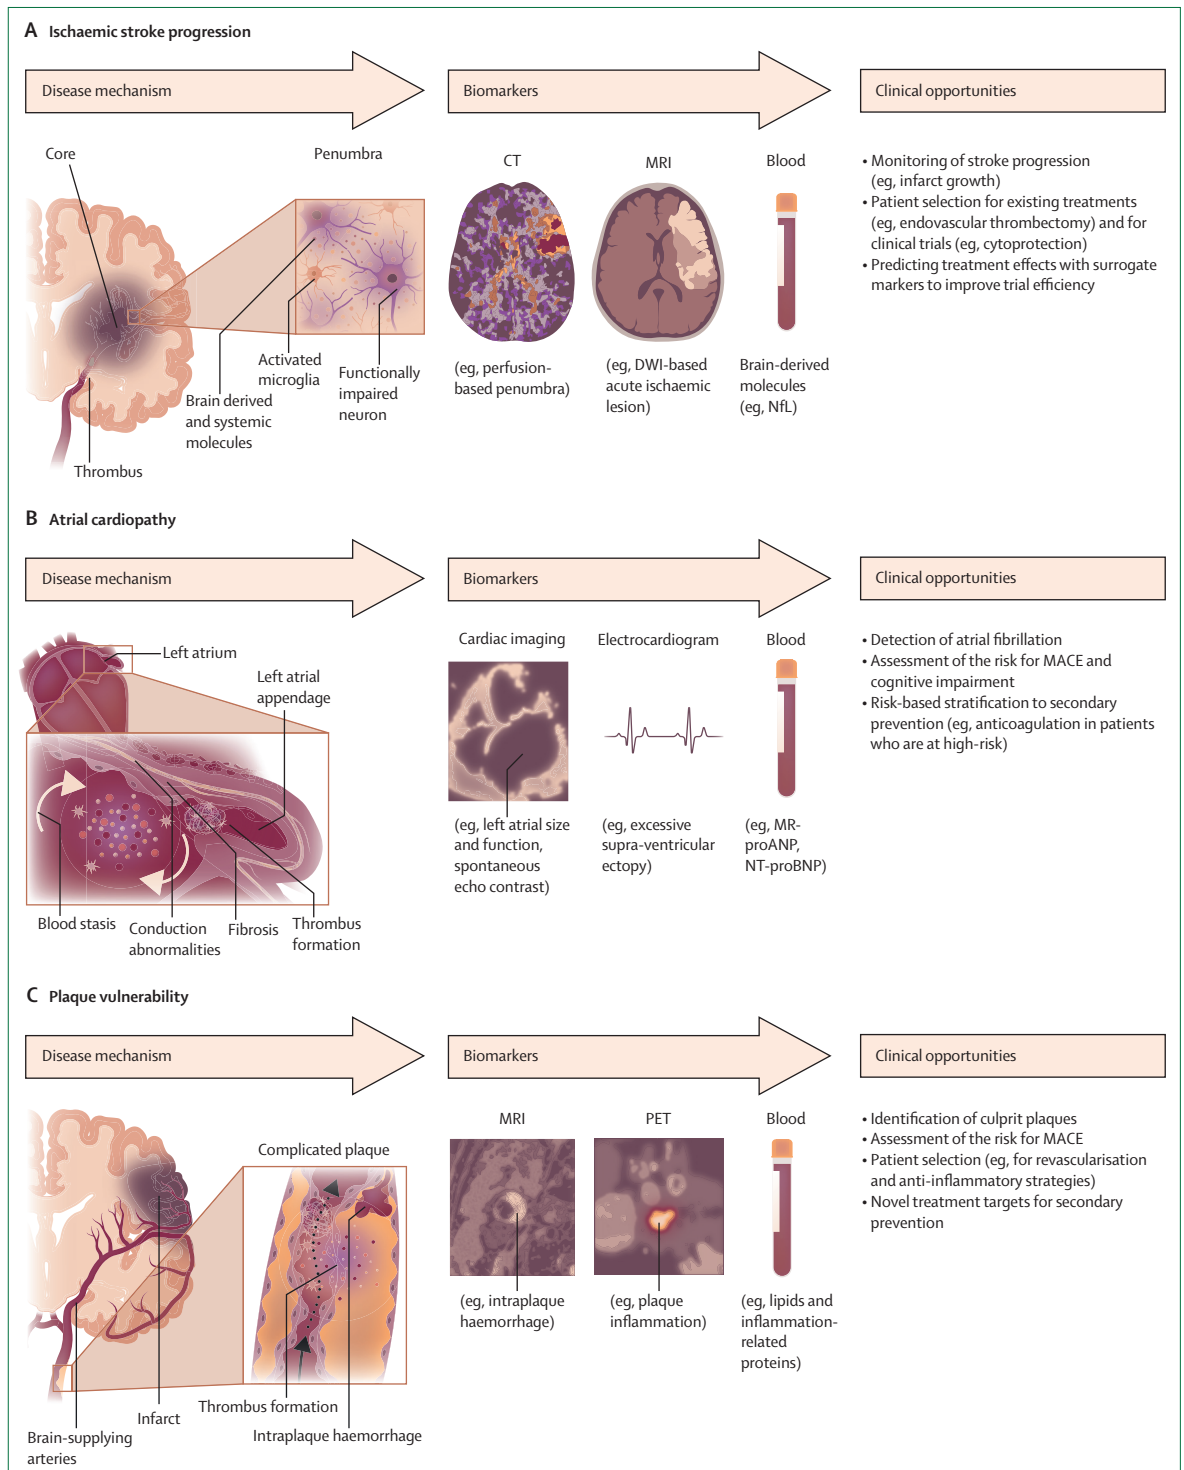 A Ischaemic stroke progression
Disease mechanism
Biomarkers
Clinical opportunities
Core
Penumbra
Brain derived
and systemic
molecules
Activated
microglia
Functionally
impaired
neuron
Thrombus
CT
(eg, perfusion-
based penumbra)
MRI
(eg, DWI-based
acute ischaemic
lesion)
Blood
Brain-derived
molecules
(eg, NfL)
• Monitoring of stroke progression
(eg, infarct growth)
• Patient selection for existing treatments
(eg, endovascular thrombectomy) and for
clinical trials (eg, cytoprotection)
• Predicting treatment effects with surrogate
markers to improve trial efficiency
B Atrial cardiopathy
Disease mechanism
Biomarkers
Clinical opportunities
Left atrium
Left atrial
appendage
Blood stasis
Conduction
abnormalities
Fibrosis
Thrombus
formation
Cardiac imaging
(eg, left atrial size
and function,
spontaneous
echo contrast)
Electrocardiogram
(eg, excessive
supra-ventricular
ectopy)
Blood
(eg, MR-
proANP,
NT-proBNP)
• Detection of atrial fibrillation
• Assessment of the risk for MACE and
cognitive impairment
• Risk-based stratification to secondary
prevention (eg, anticoagulation in patients
who are at high-risk)
C Plaque vulnerability
Disease mechanism
Biomarkers
Clinical opportunities
Complicated plaque
Thrombus formation
Infarct
Intraplaque haemorrhage
Brain-supplying
arteries
MRI
(eg, intraplaque
haemorrhage)
PET
(eg, plaque
inflammation)
Blood
(eg, lipids and
inflammation-
related
proteins)
• Identification of culprit plaques
• Assessment of the risk for MACE
• Patient selection (eg, for revascularisation
and anti-inflammatory strategies)
• Novel treatment targets for secondary
prevention